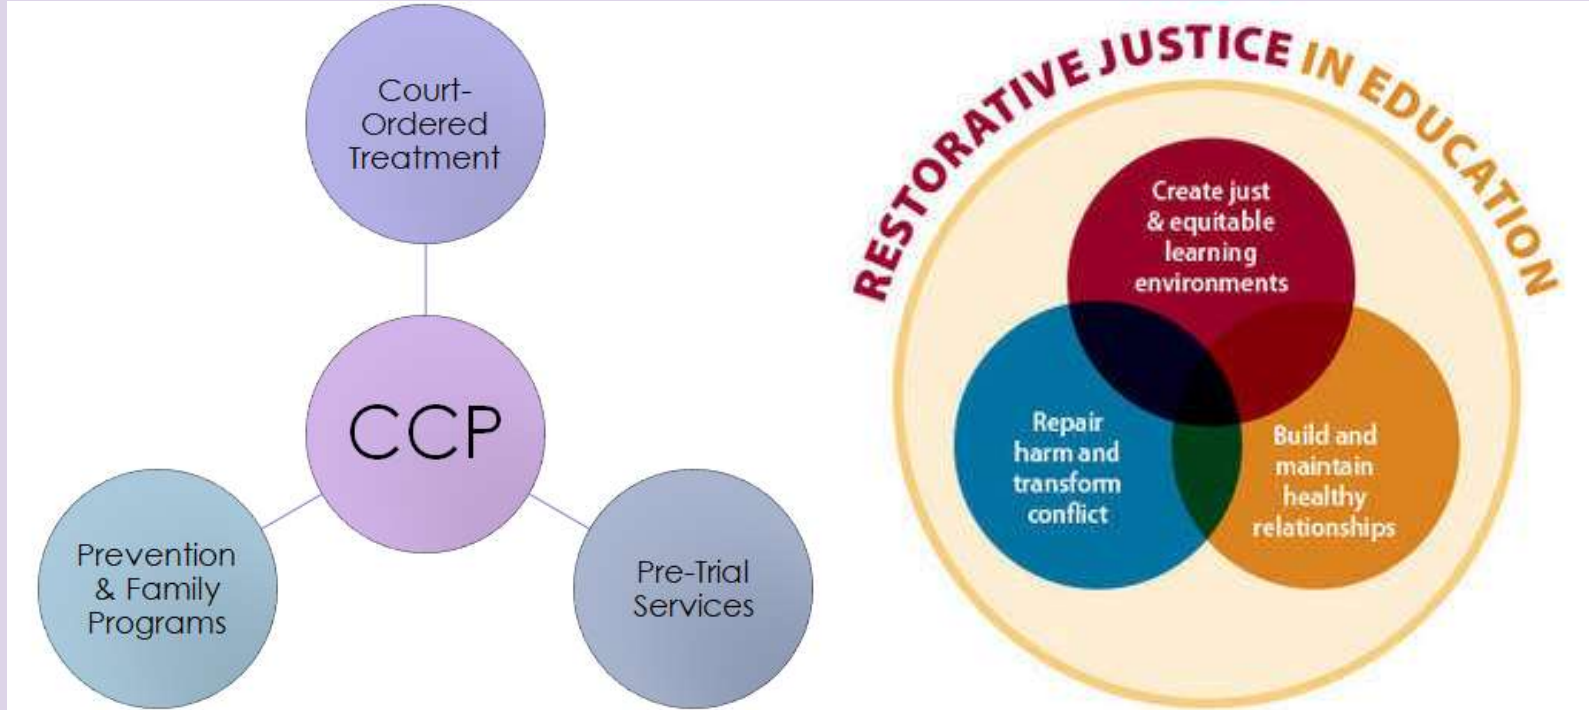 Court-
Ordered
Treatment
CCP
Prevention
& Family
Programs
Pre-Trial
Services
RESTORATIVE JUSTICE IN EDUCATION
Create just
& equitable
learning
environments
Repair
harm and
transform
conflict
Build and
maintain
healthy
relationships